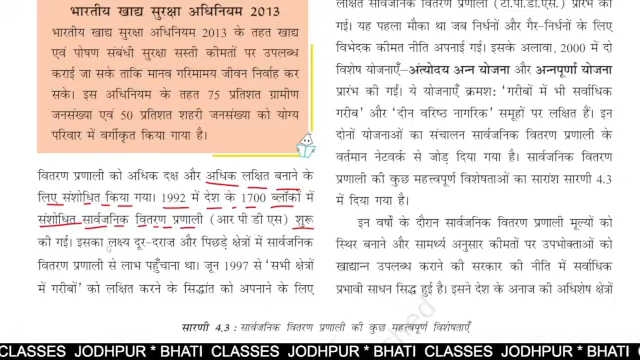 भारतीय खाद्य सुरक्षा अधिनियम 2013
भारतीय खाद्य सुरक्षा अधिनियम 2013 के तहत खाद्य
एवं पोषण संबंधी सुरक्षा सस्ती कीमतों पर उपलब्ध
कराई जा सके ताकि मानव गरिमामय जीवन निर्वाह कर
सके। इस अधिनियम के तहत 75 प्रतिशत ग्रामीण
जनसंख्या एवं 50 प्रतिशत शहरी जनसंख्या को योग्य
परिवार में वर्गीकृत किया गया है।
वितरण प्रणाली को अधिक दक्ष और अधिक लक्षित बनाने के
लिए संशोधित किया गया। 1992 में देश के 1700 ब्लॉकों में
संशोधित सार्वजनिक वितरण प्रणाली (आर पी डी एस) शुरू
की गई। इसका लक्ष्य दूर-दराज और पिछड़े क्षेत्रों में सार्वजनिक
वितरण प्रणाली से लाभ पहुँचाना था। जून 1997 से 'सभी क्षेत्रों
में गरीबों' को लक्षित करने के सिद्धांत को अपनाने के लिए
लक्षित सार्वजनिक वितरण प्रणाली (टी.पी.डी.एस.) प्रारंभ की
गई। यह पहला मौका था जब निर्धनों और गैर-निर्धनों के लिए
विभेदक कीमत नीति अपनाई गई। इसके अलावा, 2000 में दो
विशेष योजनाएँ–अंत्योदय अन्न योजना और अन्नपूर्णा योजना
प्रारंभ की गई। ये योजनाएँ क्रमशः 'गरीबों में भी सर्वाधिक
गरीब' और 'दीन वरिष्ठ नागरिक' समूहों पर लक्षित हैं। इन
दोनों योजनाओं का संचालन सार्वजनिक वितरण प्रणाली के
वर्तमान नेटवर्क से जोड़ दिया गया है। सार्वजनिक वितरण
प्रणाली की कुछ महत्त्वपूर्ण विशेषताओं का सारांश सारणी 4.3
में दिया गया है।
इन वर्षों के दौरान सार्वजनिक वितरण प्रणाली मूल्यों को
स्थिर बनाने और सामर्थ्य अनुसार कीमतों पर उपभोक्ताओं को
खाद्यान्न उपलब्ध कराने की सरकार की नीति में सर्वाधिक
प्रभावी साधन सिद्ध हुई है। इसने देश के अनाज की अधिशेष क्षेत्रों
सारणी 4.3 : सार्वजनिक वितरण प्रणाली की कुछ महत्त्वपूर्ण विशेषताएँ
CLASSES JODHPUR * BHATI CLASSES JODHPUR * BHATI CLASSES JODHPUR * BHATI